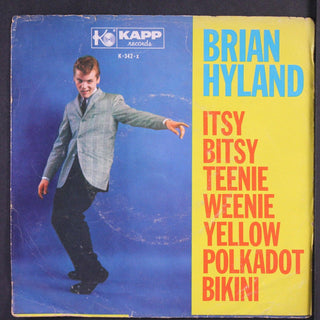 KAPP
records
K-342-x
BRIAN
HYLAND
ITSY
BITSY
TEENIE
WEENIE
YELLOW
POLKADOT
BIKINI